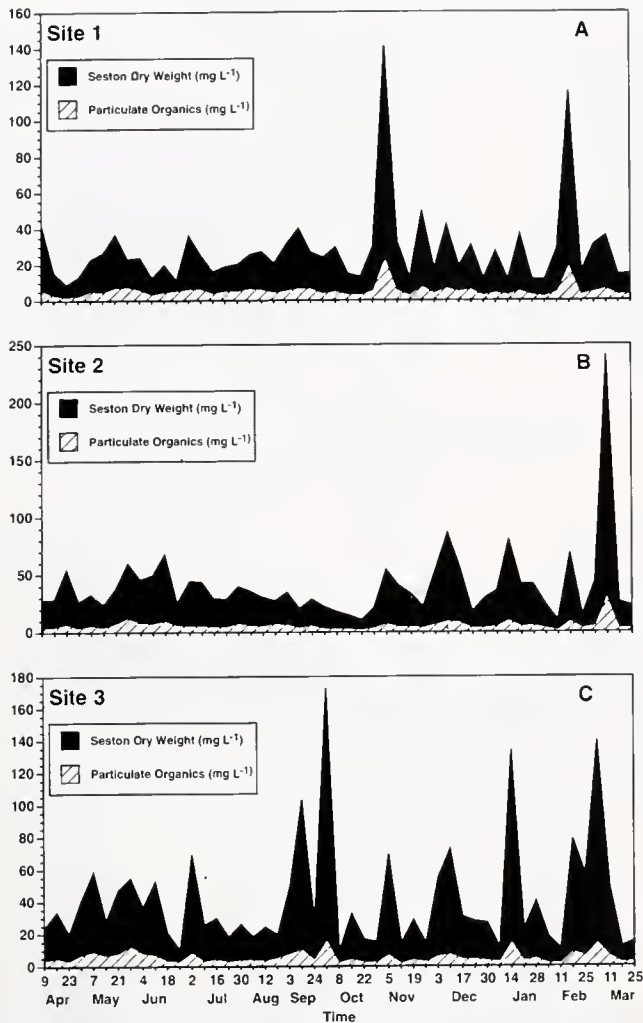 160
Site 1
A
140
Seston Dry Weight (mg L-1)
120
Particulate Organics (mg L-1)
100
80
60
40
20
0
250
Site 2
B
200
Seston Dry Weight (mg L-1)
Particulate Organics (mg L-1)
150
100
50
0
180
Site 3
C
160
Seston Dry Weight (mg L-1)
140
Particulate Organics (mg L-1)
120
100
80
60
40
20
0
9 23 7 21 4 18 2 16 30 12 3 24 8 22 5 19 3 17 30 14 28 11 25 11 25
Apr May Jun Jul Aug Sep Oct Nov Dec Jan Feb Mar
Time